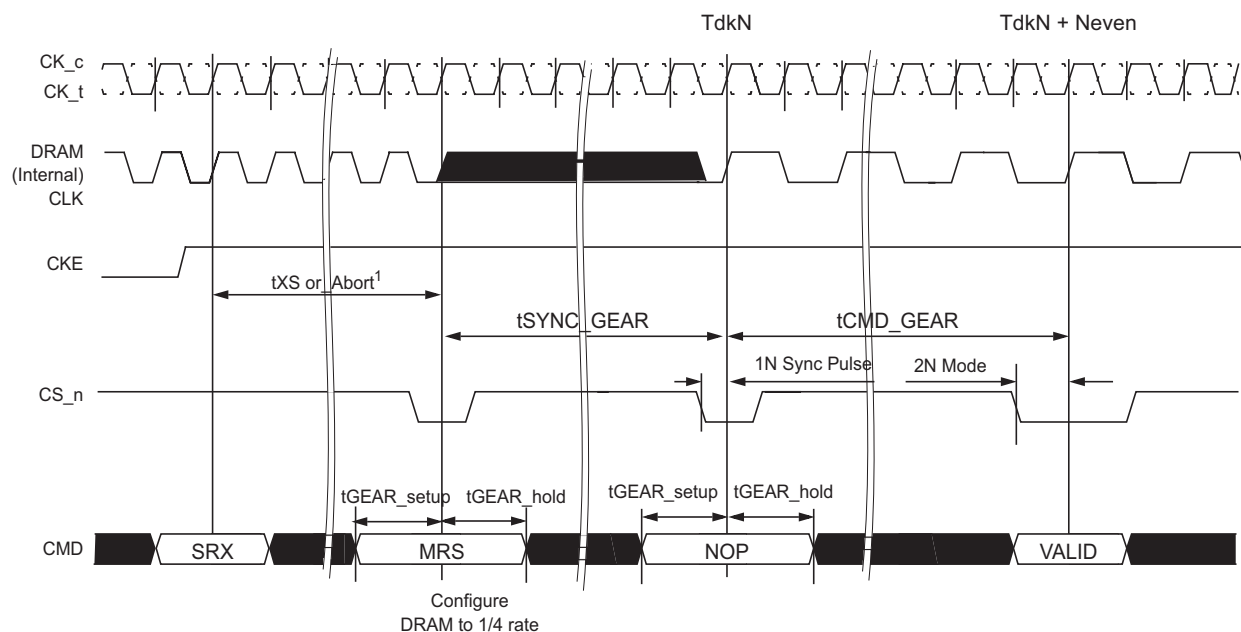 TdkN TdkN + Neven
CK_c
CK_t
DRAM
(Internal)
CLK
CKE
tXS or_Abort1
tSYNC_GEAR tCMD_GEAR
1N Sync Pulse 2N Mode
CS_n
tGEAR_setup tGEAR_hold tGEAR_setup tGEAR_hold
CMD SRX MRS NOP VALID
Configure
DRAM to 1/4 rate